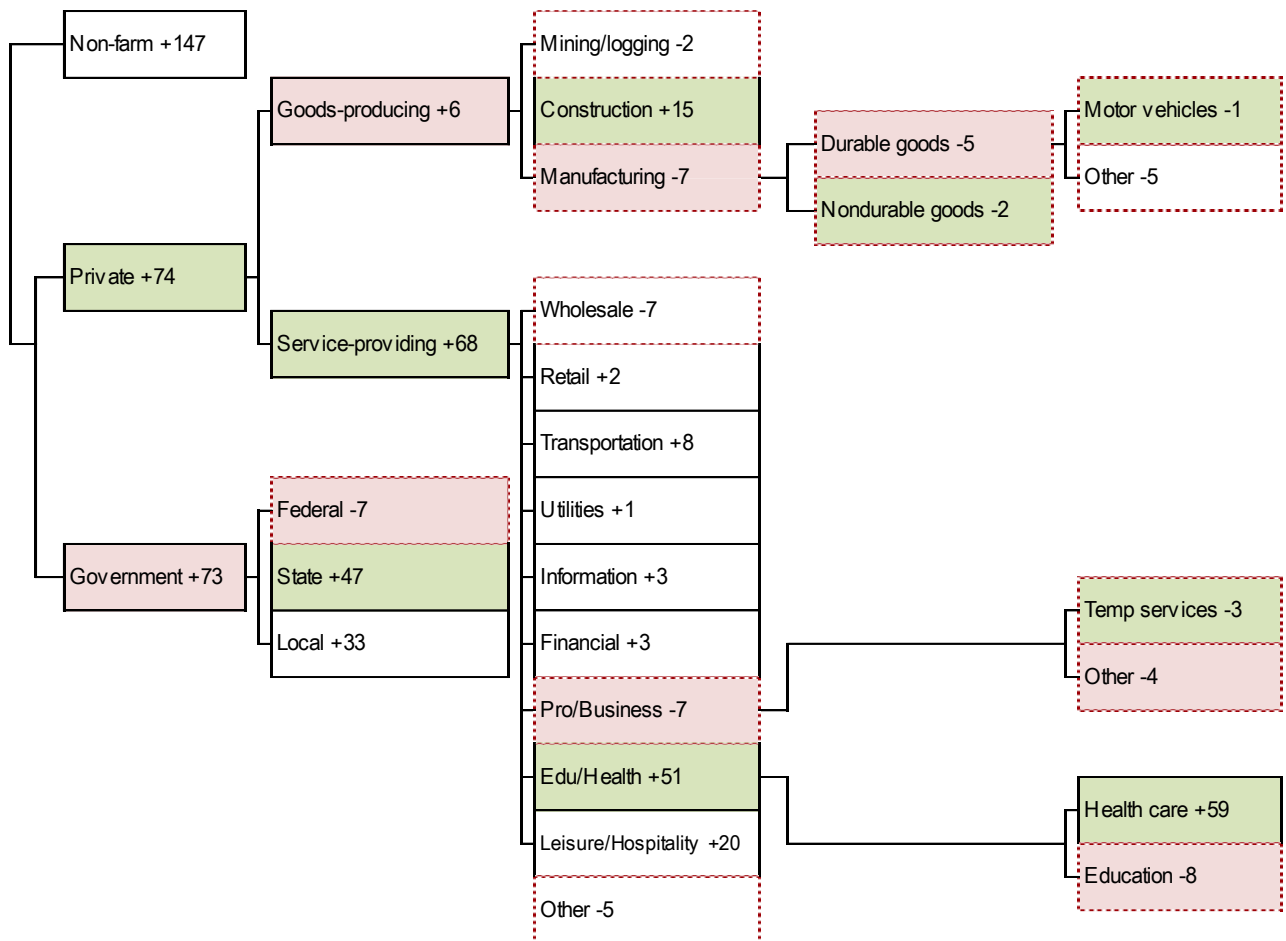 Non-farm +147
Private +74
Government +73
Goods-producing +6
Service-providing +68
Federal -7
State +47
Local +33
Mining/logging -2
Construction +15
Manufacturing -7
Wholesale -7
Retail +2
Transportation +8
Utilities +1
Information +3
Financial +3
Pro/Business -7
Edu/Health +51
Leisure/Hospitality +20
Other -5
Durable goods -5
Nondurable goods -2
Motor vehicles -1
Other -5
Temp services -3
Other -4
Health care +59
Education -8